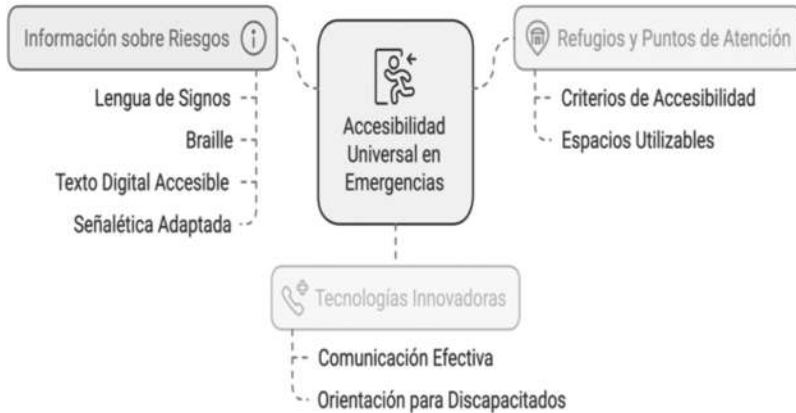 Información sobre Riesgos
Lengua de Signos
Braille
Texto Digital Accesible
Señalética Adaptada
Accesibilidad
Universal en
Emergencias
Refugios y Puntos de Atención
Criterios de Accesibilidad
Espacios Utilizables
Tecnologías Innovadoras
Comunicación Efectiva
Orientación para Discapacitados